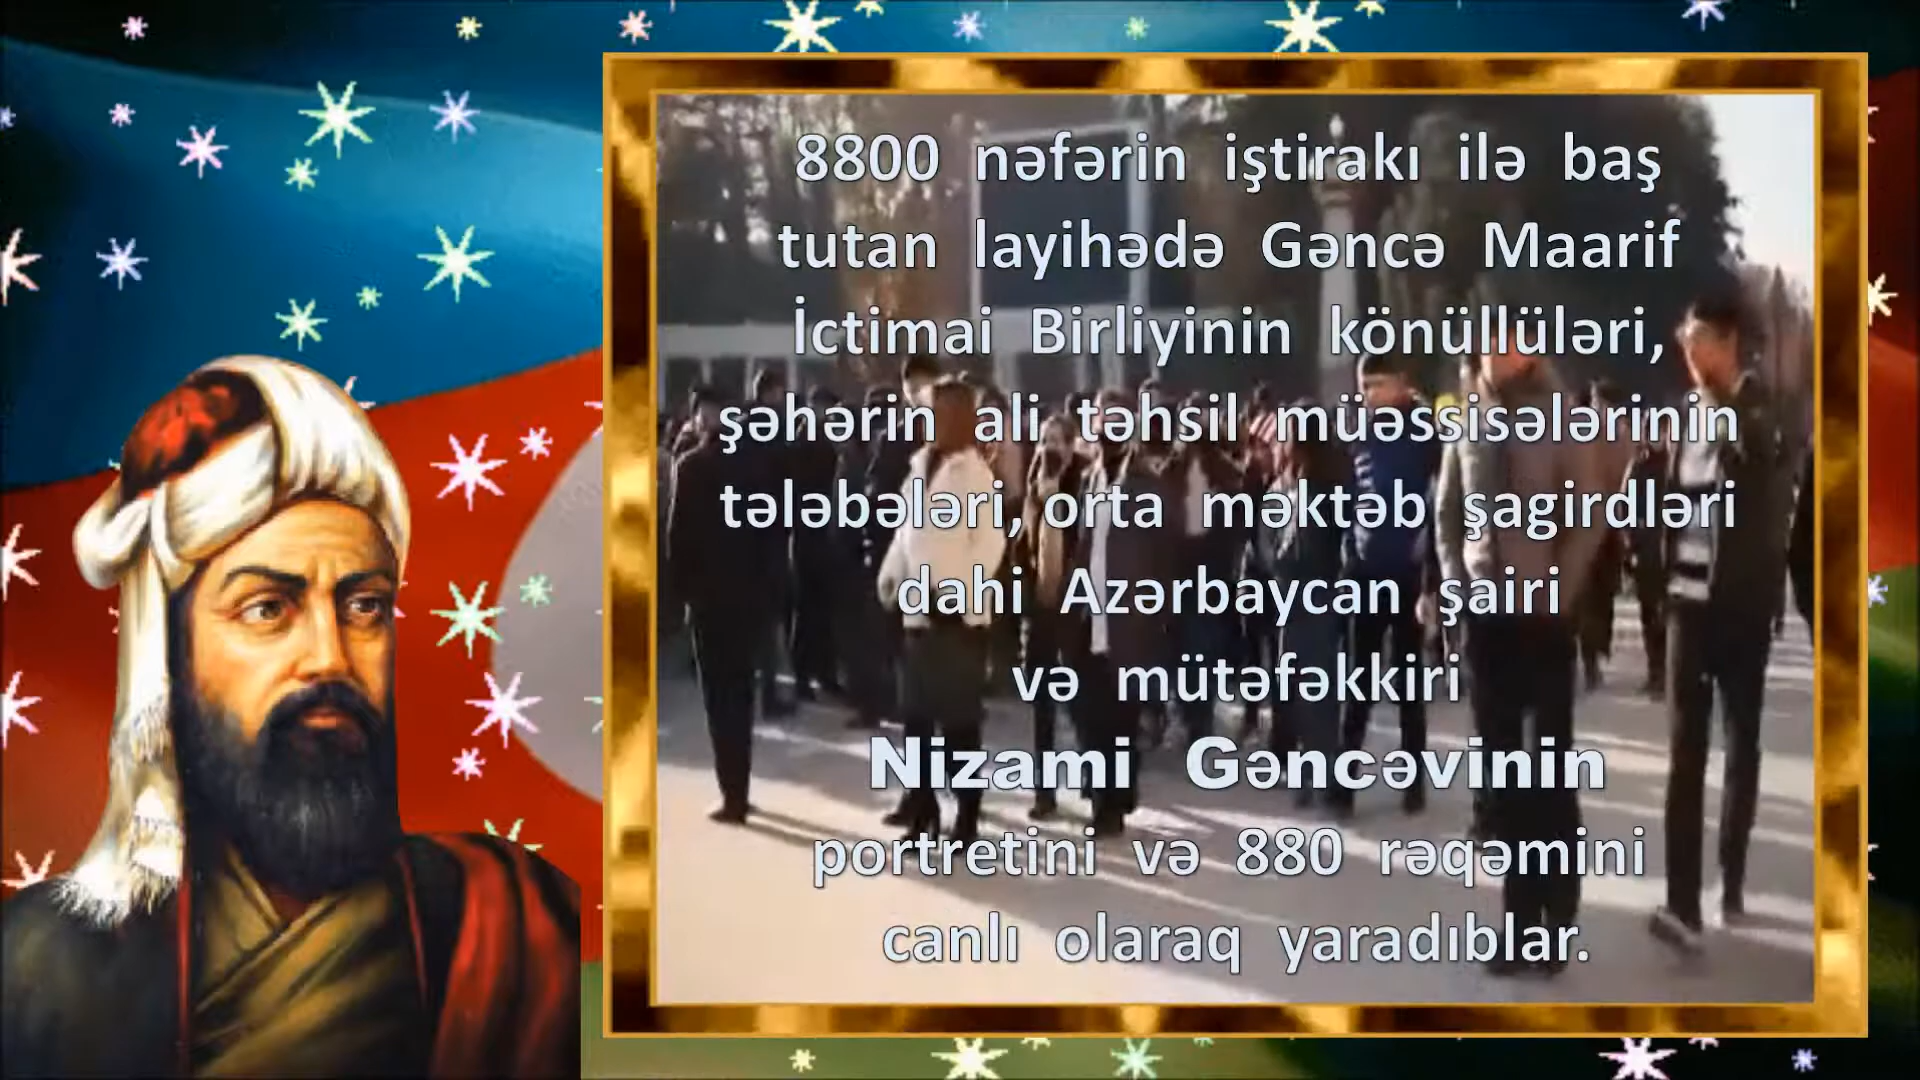 8800 nəfərin iştirakı ilə baş
tutan layihədə Gəncə Maarif
İctimai Birliyinin könüllüləri,
şəhərin ali təhsil müəssisələrinin
tələbələri, orta məktəb şagirdləri
dahi Azərbaycan şairi
və mütəfəkkiri
Nizami Gəncəvinin
portretini və 880 rəqəmini
canlı olaraq yaradıblar.